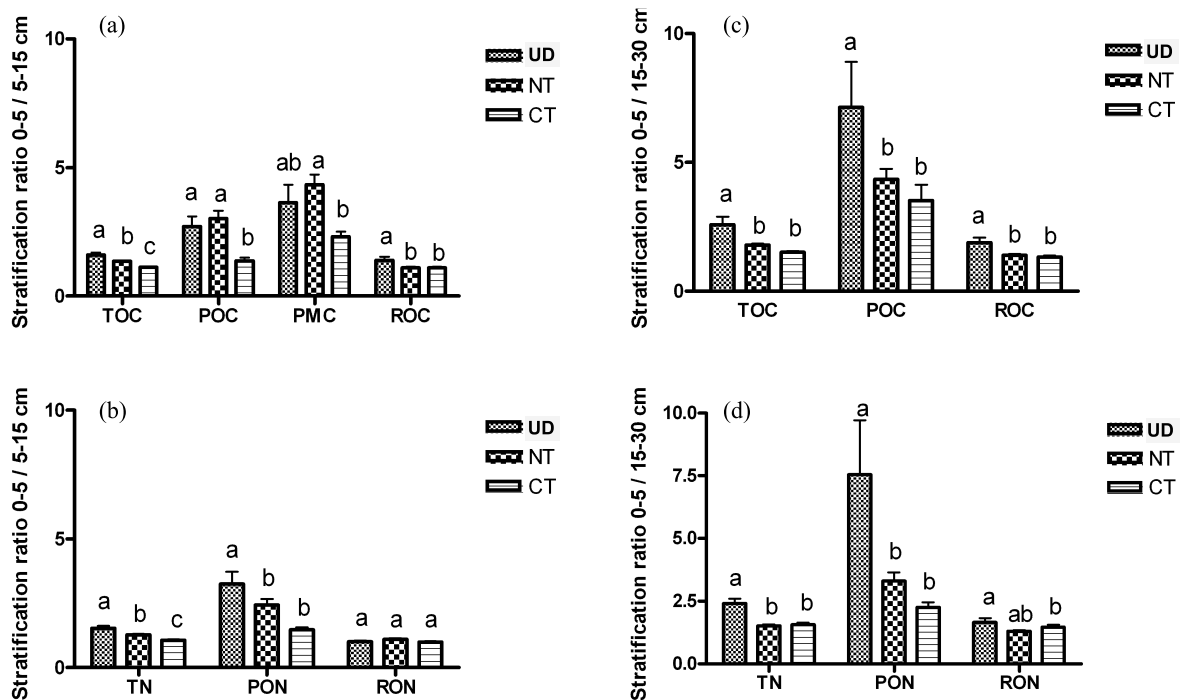 (a)
Stratification ratio 0-5 / 5-15 cm
10
5
0
a b c
a a b
ab a b
a b b
TOC POC PMC ROC
UD
NT
CT
(c)
Stratification ratio 0-5 / 15-30 cm
10
5
0
a b b
a b b
a b b
TOC POC ROC
UD
NT
CT
(b)
Stratification ratio 0-5 / 5-15 cm
10
5
0
a b c
a b b
a a a
TN PON RON
UD
NT
CT
(d)
Stratification ratio 0-5 / 15-30 cm
10.0
7.5
5.0
2.5
0.0
a b b
a b b
a ab b
TN PON RON
UD
NT
CT